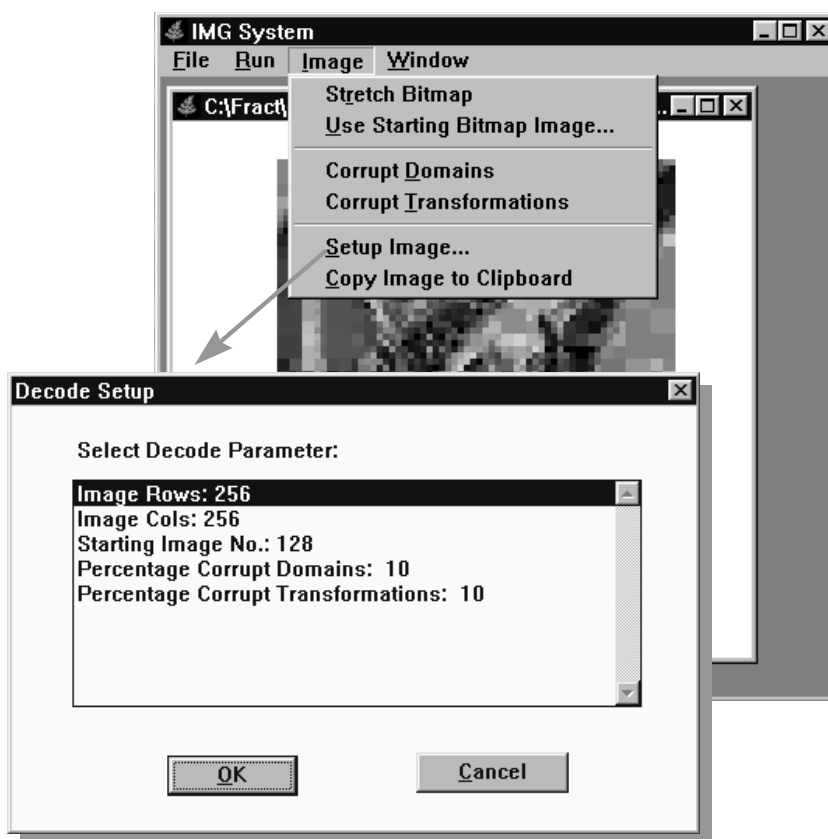 IMG System
File Run Image Window
C:\Fract\
Stretch Bitmap
Use Starting Bitmap Image...
Corrupt Domains
Corrupt Transformations
Setup Image...
Copy Image to Clipboard
Decode Setup
Select Decode Parameter:
Image Rows: 256
Image Cols: 256
Starting Image No.: 128
Percentage Corrupt Domains: 10
Percentage Corrupt Transformations: 10
OK Cancel